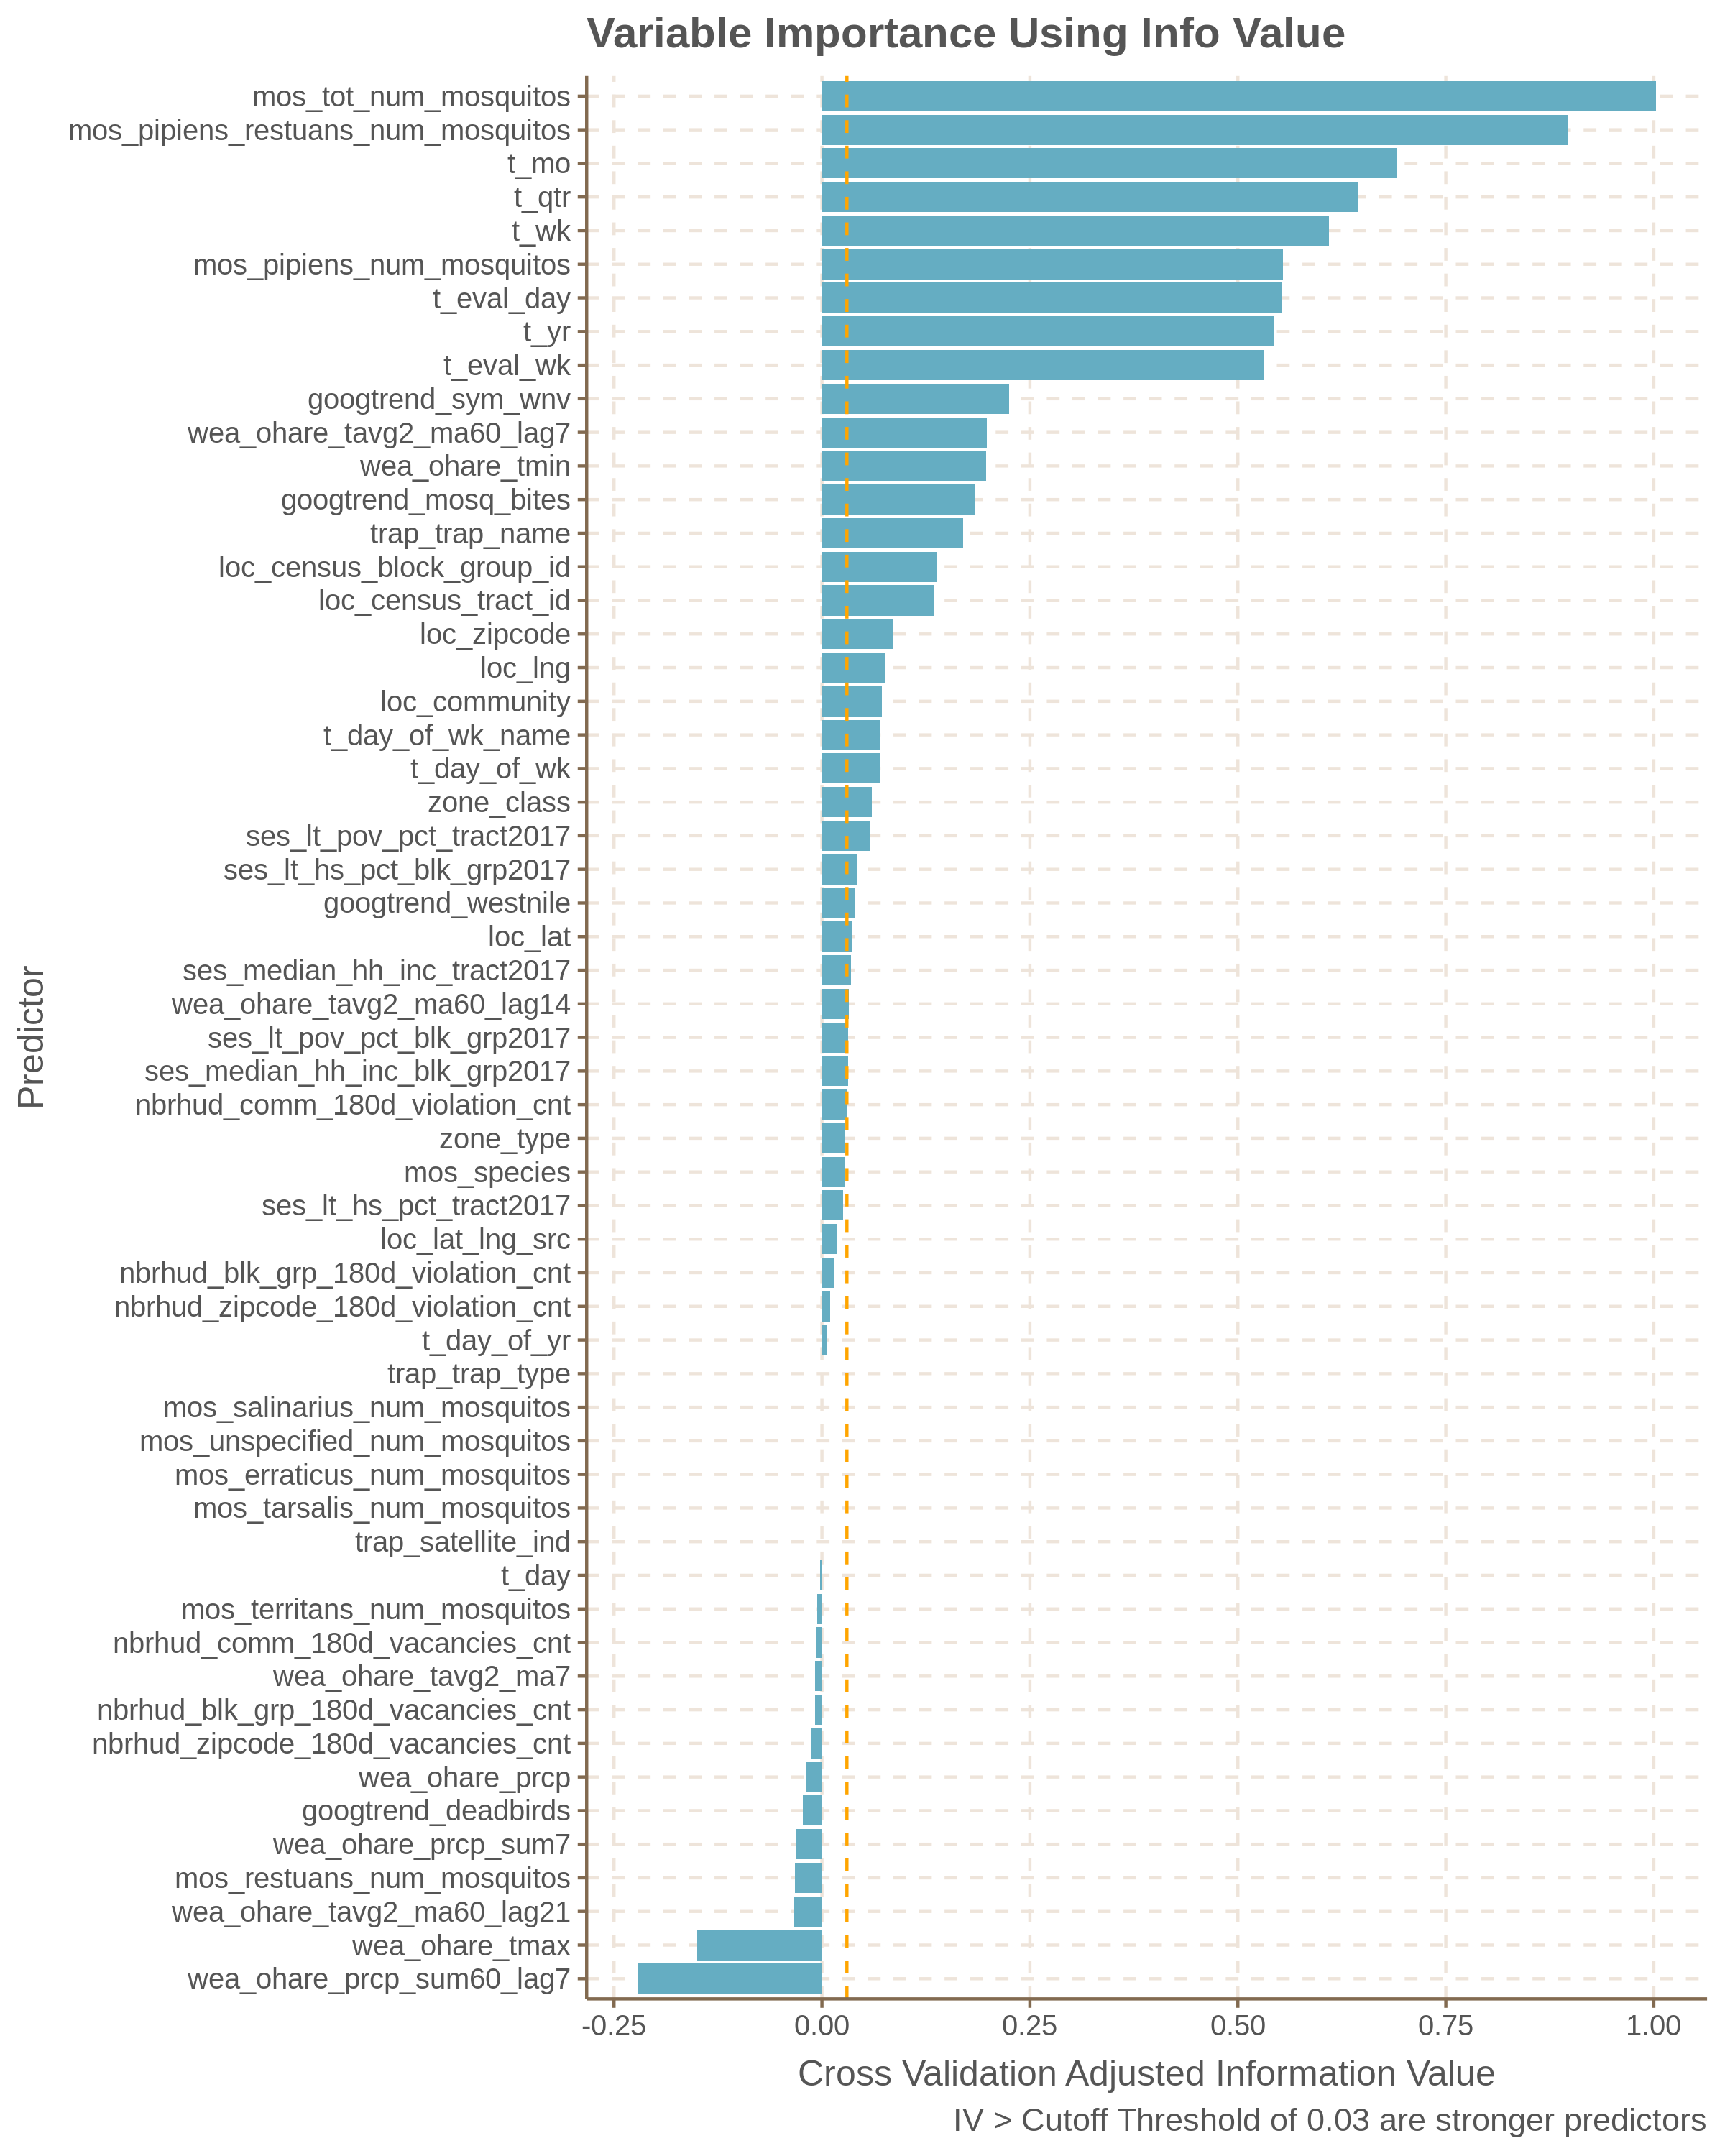 Variable Importance Using Info Value
mos_tot_num_mosquitos
mos_pipiens_restuans_num_mosquitos
t_mo
t_qtr
t_wk
mos_pipiens_num_mosquitos
t_eval_day
t_yr
t_eval_wk
googtrend_sym_wnv
wea_ohare_tavg2_ma60_lag7
wea_ohare_tmin
googtrend_mosq_bites
trap_trap_name
loc_census_block_group_id
loc_census_tract_id
loc_zipcode
loc_lng
loc_community
t_day_of_wk_name
t_day_of_wk
zone_class
ses_lt_pov_pct_tract2017
ses_lt_hs_pct_blk_grp2017
googtrend_westnile
loc_lat
ses_median_hh_inc_tract2017
wea_ohare_tavg2_ma60_lag14
ses_lt_pov_pct_blk_grp2017
ses_median_hh_inc_blk_grp2017
nbrhud_comm_180d_violation_cnt
zone_type
mos_species
ses_lt_hs_pct_tract2017
loc_lat_lng_src
nbrhud_blk_grp_180d_violation_cnt
nbrhud_zipcode_180d_violation_cnt
t_day_of_yr
trap_trap_type
mos_salinarius_num_mosquitos
mos_unspecified_num_mosquitos
mos_erraticus_num_mosquitos
mos_tarsalis_num_mosquitos
trap_satellite_ind
t_day
mos_territans_num_mosquitos
nbrhud_comm_180d_vacancies_cnt
wea_ohare_tavg2_ma7
nbrhud_blk_grp_180d_vacancies_cnt
nbrhud_zipcode_180d_vacancies_cnt
wea_ohare_prcp
googtrend_deadbirds
wea_ohare_prcp_sum7
mos_restuans_num_mosquitos
wea_ohare_tavg2_ma60_lag21
wea_ohare_tmax
wea_ohare_prcp_sum60_lag7
Predictor
-0.25 0.00 0.25 0.50 0.75 1.00
Cross Validation Adjusted Information Value
IV > Cutoff Threshold of 0.03 are stronger predictors